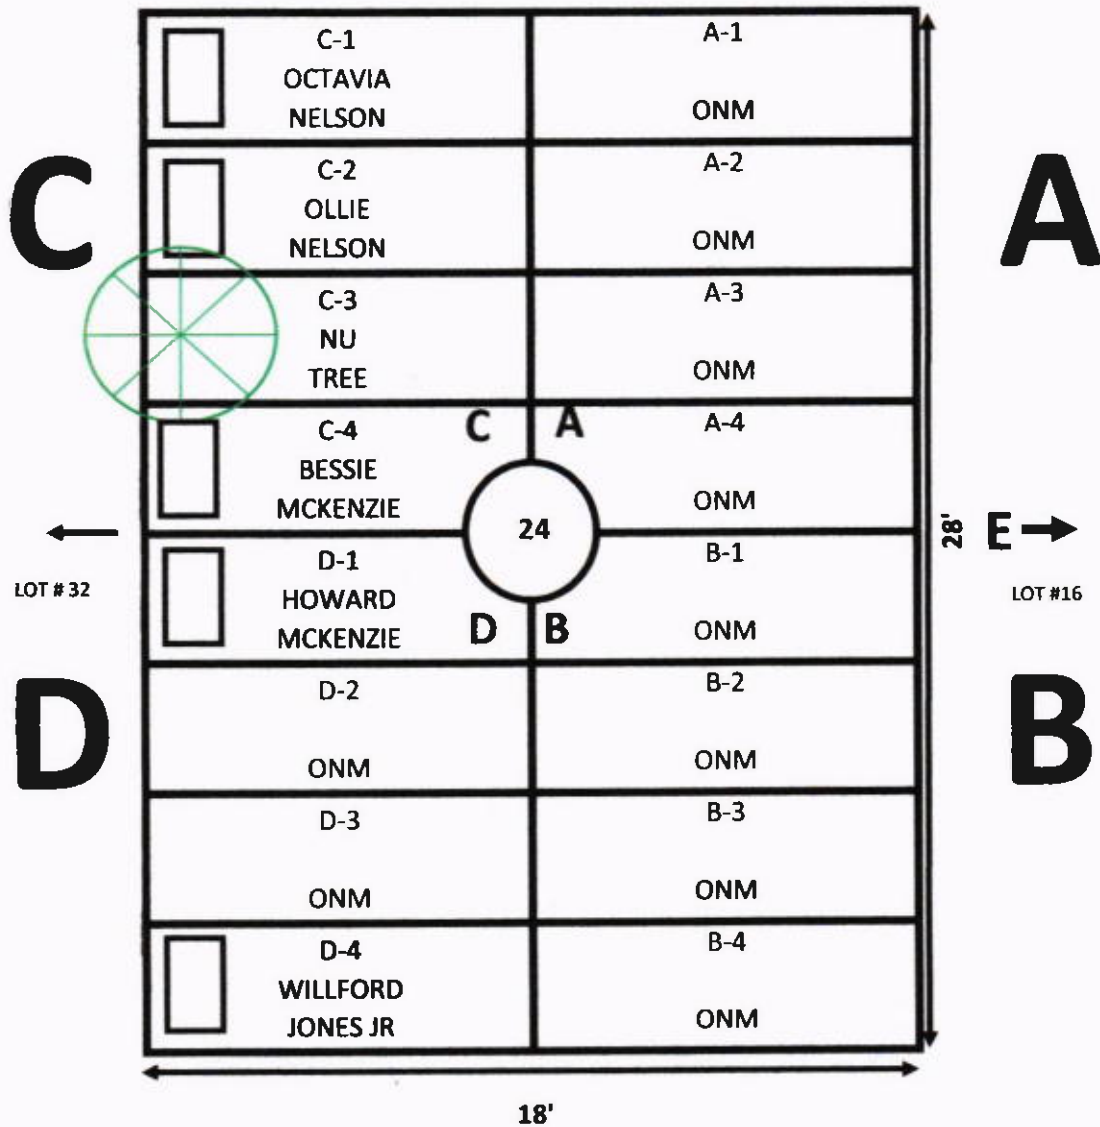 C-1
OCTAVIA
NELSON
A-1
ONM
C
C-2
OLLIE
NELSON
A-2
ONM
A
C-3
NU
TREE
A-3
ONM
C-4
BESSIE
MCKENZIE
C
A
A-4
ONM
24
28'
E
LOT # 32
LOT #16
D-1
HOWARD
MCKENZIE
D
B
B-1
ONM
D
D-2
ONM
B-2
ONM
B
D-3
ONM
B-3
ONM
D-4
WILLFORD
JONES JR
B-4
ONM
18'